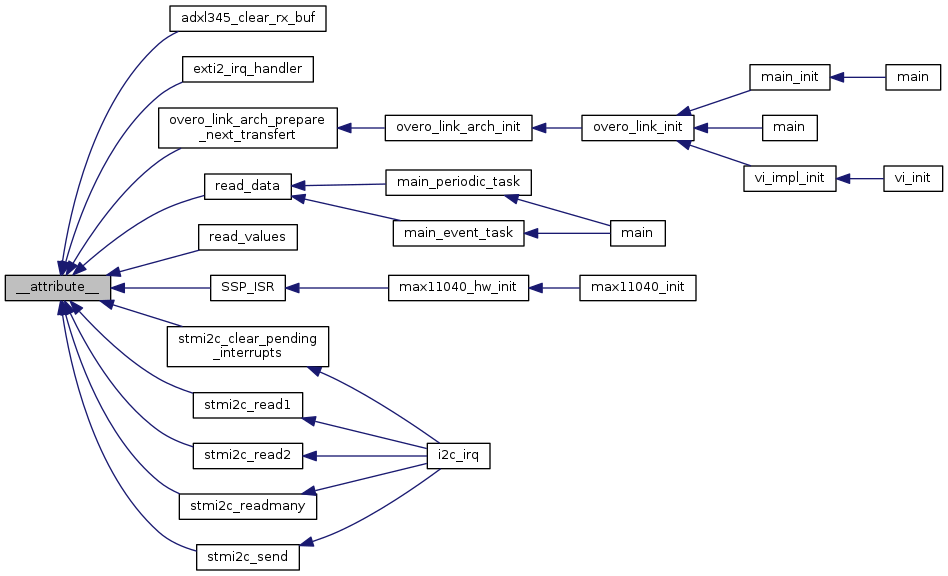 adxl345_clear_rx_buf
exti2_irq_handler
main_init
main
overo_link_arch_prepare
_next_transfert
overo_link_arch_init
overo_link_init
main
read_data
main_periodic_task
vi_impl_init
vi_init
read_values
main_event_task
main
__attribute__
SSP_ISR
max11040_hw_init
max11040_init
stmi2c_clear_pending
_interrupts
stmi2c_read1
stmi2c_read2
i2c_irq
stmi2c_readmany
stmi2c_send